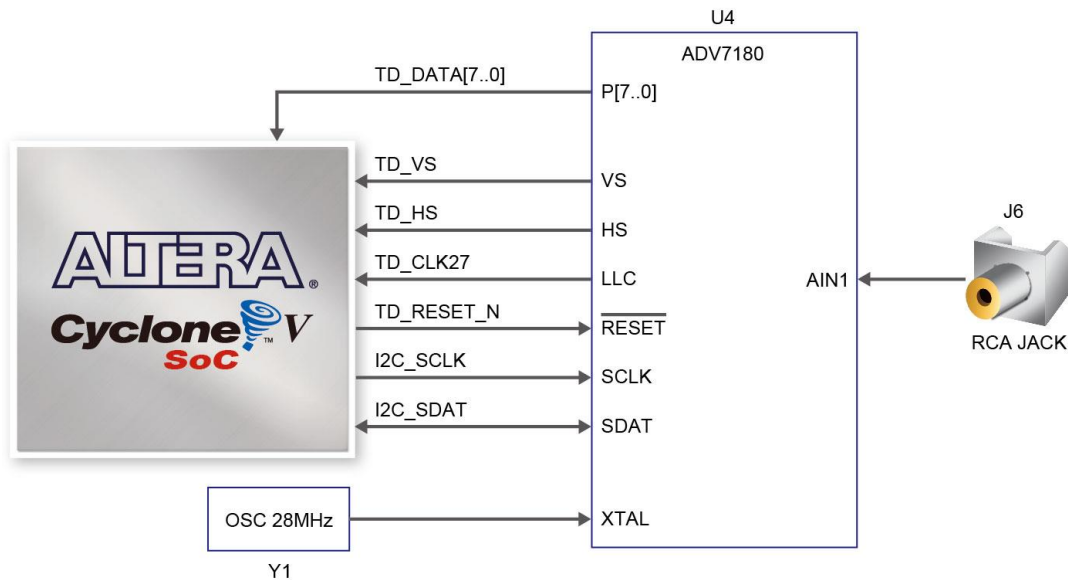 U4
ADV7180
TD_DATA[7..0]
P[7..0]
TD_VS
VS
TD_HS
HS
TD_CLK27
LLC
TD_RESET_N
RESET
I2C_SCLK
SCLK
I2C_SDAT
SDAT
ALTERA®
Cyclone™ V
SoC
AIN1
J6
RCA JACK
OSC 28MHz
XTAL
Y1